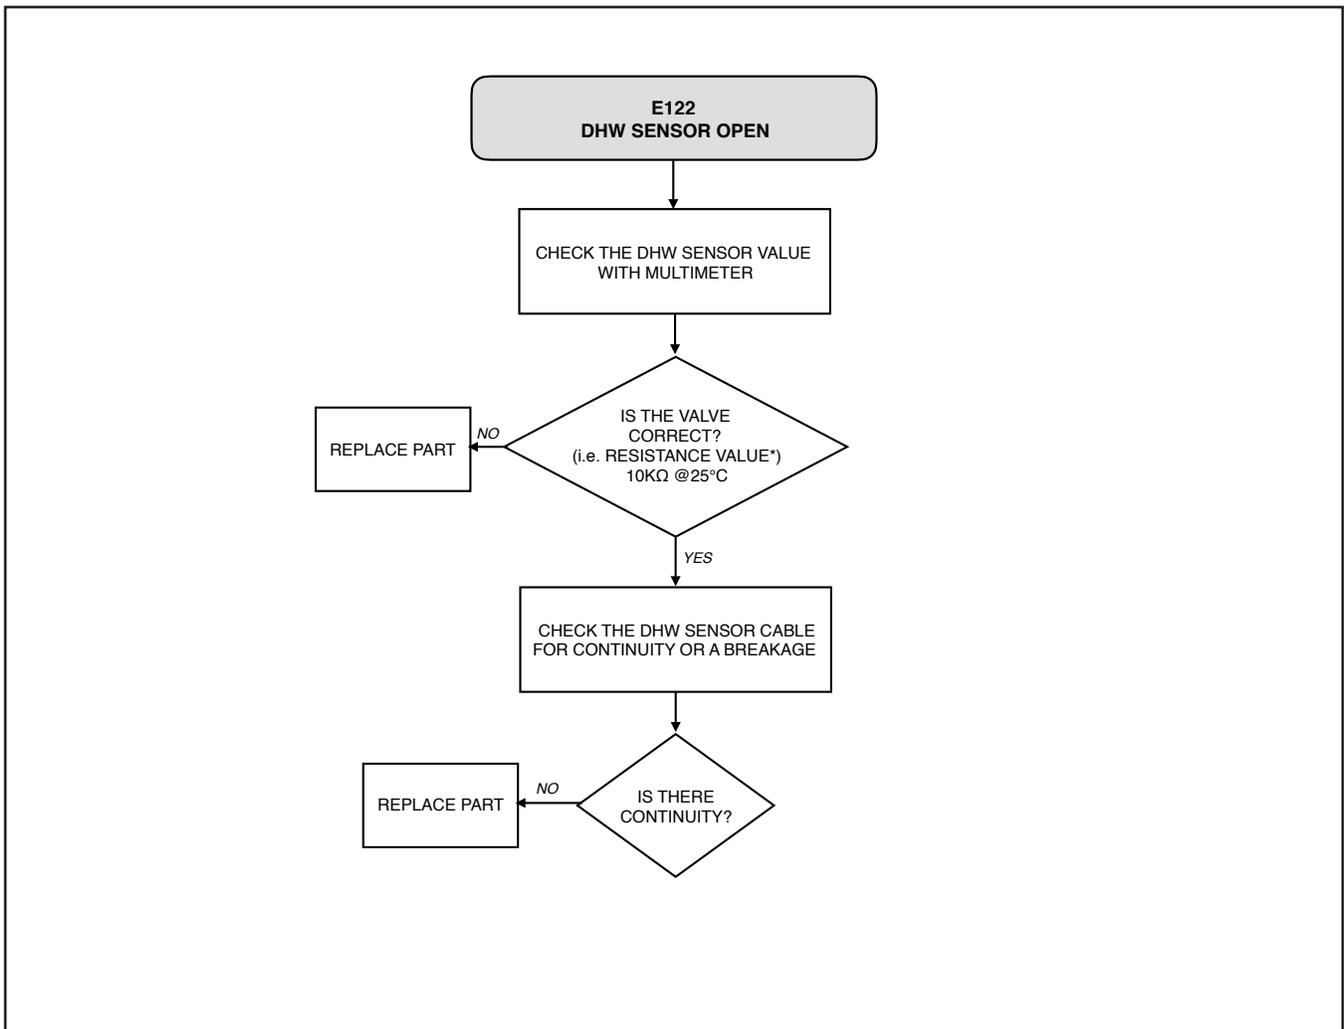 E122
DHW SENSOR OPEN
CHECK THE DHW SENSOR VALUE
WITH MULTIMETER
IS THE VALVE
CORRECT?
(i.e. RESISTANCE VALUE*)
10KΩ @25°C
NO
REPLACE PART
YES
CHECK THE DHW SENSOR CABLE
FOR CONTINUITY OR A BREAKAGE
IS THERE
CONTINUITY?
NO
REPLACE PART